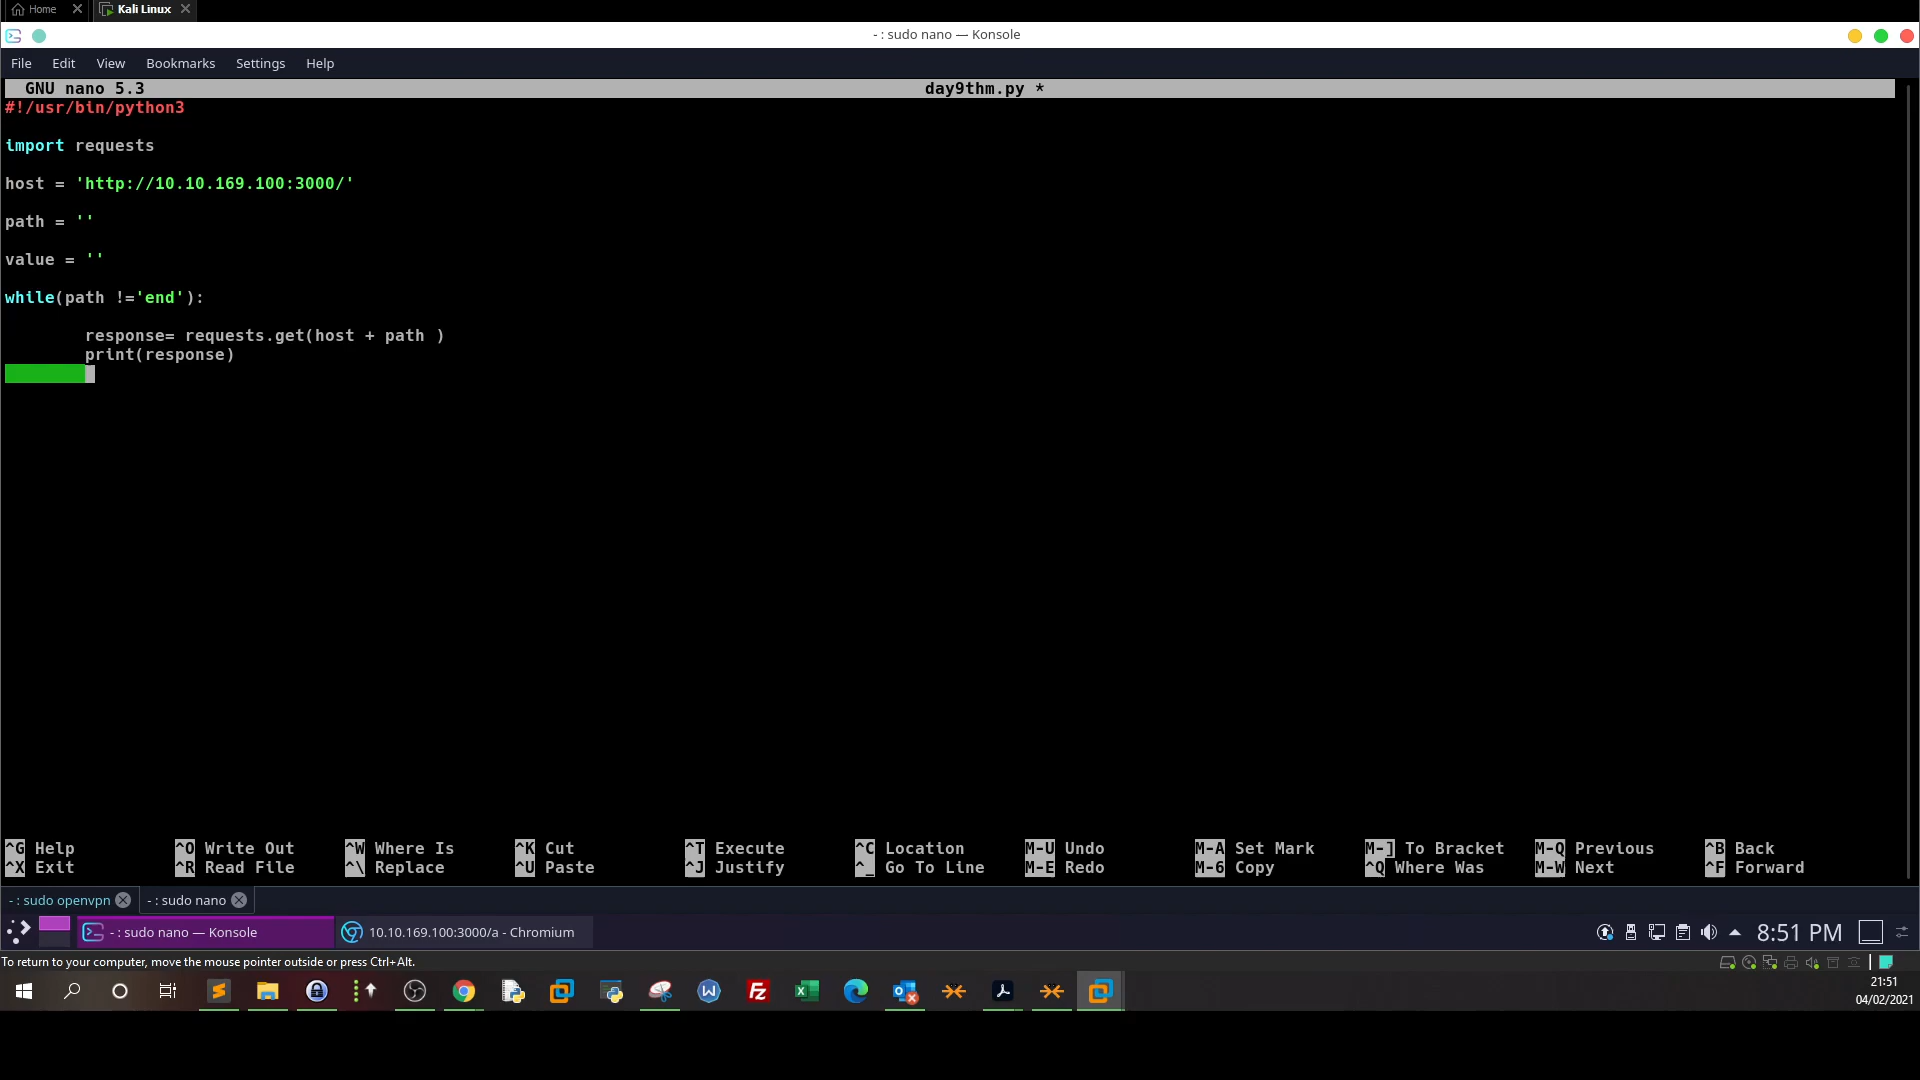 Home
Kali Linux
- : sudo nano — Konsole
File Edit View Bookmarks Settings Help
GNU nano 5.3 day9thm.py *
#!/usr/bin/python3
import requests
host = 'http://10.10.169.100:3000/'
path = ''
value = ''
while(path !='end'):
response= requests.get(host + path )
print(response)
^G Help ^O Write Out ^W Where Is ^K Cut ^T Execute ^C Location M-U Undo M-A Set Mark M-] To Bracket M-Q Previous ^B Back
^X Exit ^R Read File ^\ Replace ^U Paste ^J Justify ^_ Go To Line M-E Redo M-6 Copy ^Q Where Was M-W Next ^F Forward
- : sudo openvpn - : sudo nano
- : sudo nano — Konsole 10.10.169.100:3000/a - Chromium 8:51 PM
To return to your computer, move the mouse pointer outside or press Ctrl+Alt.
21:51
04/02/2021